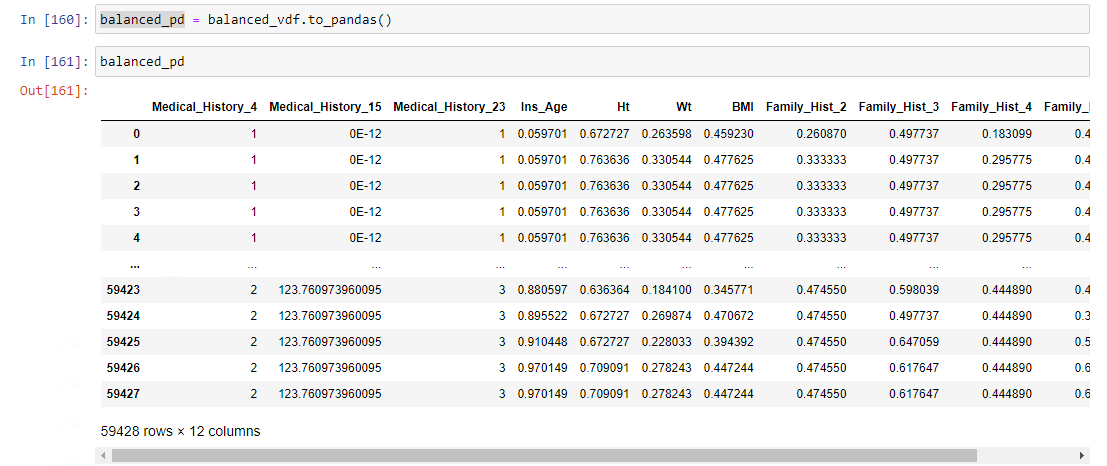 In [160]: balanced_pd = balanced_vdf.to_pandas()
In [161]: balanced_pd
Out[161]:
Medical_History_4 Medical_History_15 Medical_History_23 Ins_Age Ht Wt BMI Family_Hist_2 Family_Hist_3 Family_Hist_4 Family_
0 1 0E-12 1 0.059701 0.672727 0.263598 0.459230 0.260870 0.497737 0.183099 0.4
1 1 0E-12 1 0.059701 0.763636 0.330544 0.477625 0.333333 0.497737 0.295775 0.4
2 1 0E-12 1 0.059701 0.763636 0.330544 0.477625 0.333333 0.497737 0.295775 0.4
3 1 0E-12 1 0.059701 0.763636 0.330544 0.477625 0.333333 0.497737 0.295775 0.4
4 1 0E-12 1 0.059701 0.763636 0.330544 0.477625 0.333333 0.497737 0.295775 0.4
... ... ... ... ... ... ... ... ... ... ...
59423 2 123.760973960095 3 0.880597 0.636364 0.184100 0.345771 0.474550 0.598039 0.444890 0.4
59424 2 123.760973960095 3 0.895522 0.672727 0.269874 0.470672 0.474550 0.497737 0.444890 0.3
59425 2 123.760973960095 3 0.910448 0.672727 0.228033 0.394392 0.474550 0.647059 0.444890 0.5
59426 2 123.760973960095 3 0.970149 0.709091 0.278243 0.447244 0.474550 0.617647 0.444890 0.6
59427 2 123.760973960095 3 0.970149 0.709091 0.278243 0.447244 0.474550 0.617647 0.444890 0.6
59428 rows × 12 columns